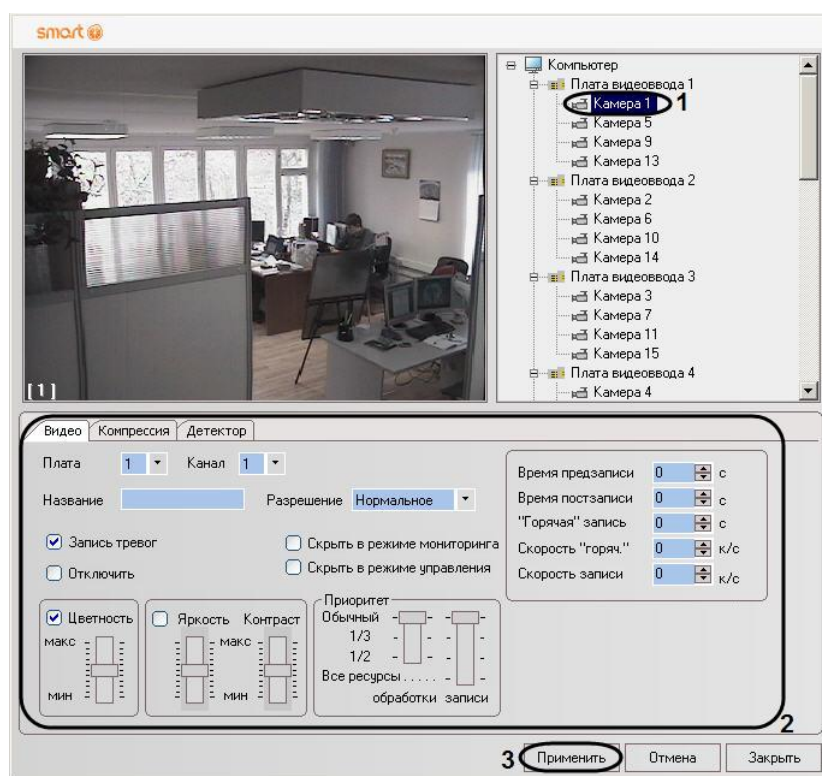 smart
Компьютер
Плата видеоввода 1
Камера 1 1
Камера 5
Камера 9
Камера 13
Плата видеоввода 2
Камера 2
Камера 6
Камера 10
Камера 14
Плата видеоввода 3
Камера 3
Камера 7
Камера 11
Камера 15
Плата видеоввода 4
Камера 4
[1]
Видео Компрессия Детектор
Плата 1 Канал 1
Название Разрешение Нормальное
Запись тревог
Отключить
Скрыть в режиме мониторинга
Скрыть в режиме управления
Время предзаписи 0 с
Время постзаписи 0 с
"Горячая" запись 0 с
Скорость "горяч." 0 к/с
Скорость записи 0 к/с
Цветность
макс
мин
Яркость Контраст
макс
мин
Приоритет
Обычный
1/3
1/2
Все ресурсы.....
обработки записи
2
3 Применить Отмена Закрыть